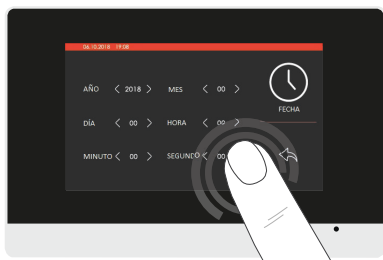 06.10.2018 19:08
AÑO < 2018 > MES < 00 >
FECHA
DÍA < 00 > HORA < 00 >
MINUTO < 00 > SEGUNDO < 00